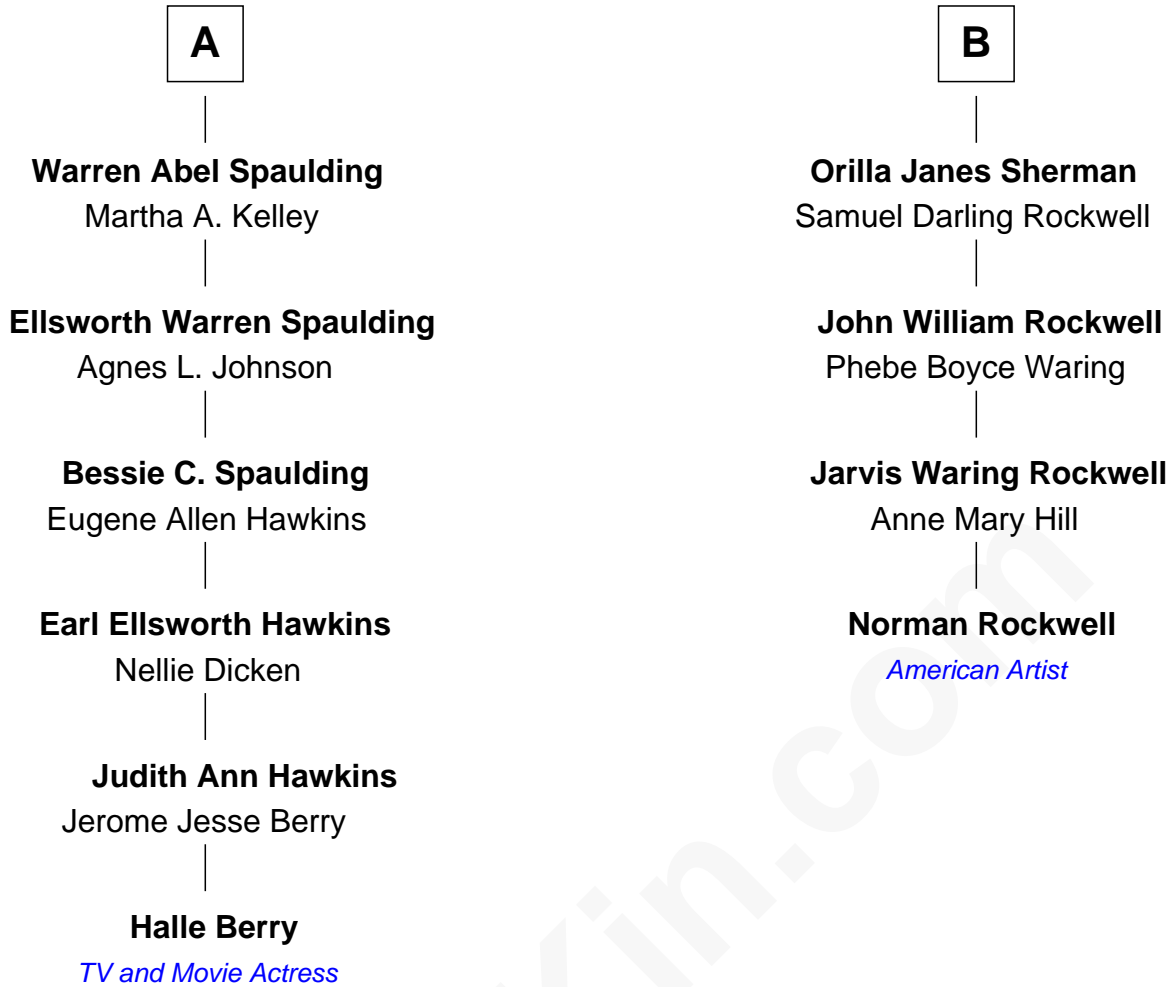 A
Warren Abel Spaulding
Martha A. Kelley
Ellsworth Warren Spaulding
Agnes L. Johnson
Bessie C. Spaulding
Eugene Allen Hawkins
Earl Ellsworth Hawkins
Nellie Dicken
Judith Ann Hawkins
Jerome Jesse Berry
Halle Berry
TV and Movie Actress
B
Orilla Janes Sherman
Samuel Darling Rockwell
John William Rockwell
Phebe Boyce Waring
Jarvis Waring Rockwell
Anne Mary Hill
Norman Rockwell
American Artist
Kin.com